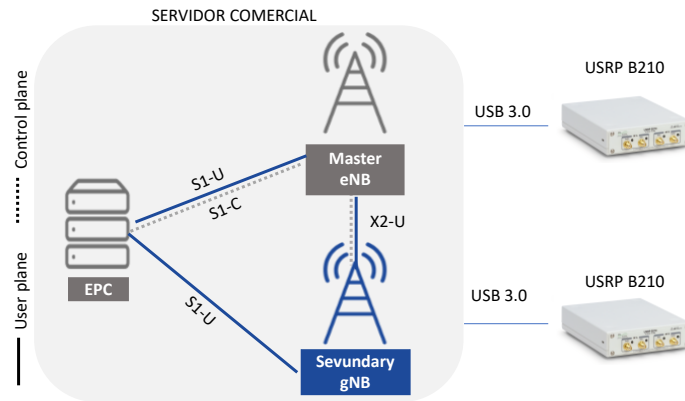 SERVIDOR COMERCIAL
Control plane
User plane
USRP B210
USB 3.0
Master
eNB
S1-U
S1-C
X2-U
EPC
S1-U
USRP B210
USB 3.0
Sevundary
gNB